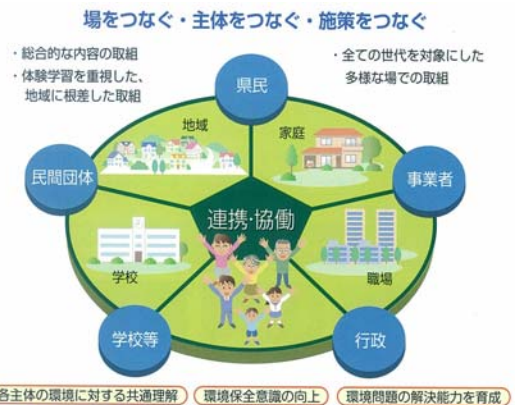 場をつなぐ・主体をつなぐ・施策をつなぐ
・総合的な内容の取組
・体験学習を重視した、
地域に根差した取組
・全ての世代を対象にした
多様な場での取組
県民
地域
家庭
民間団体
事業者
連携・協働
学校
職場
学校等
行政
各主体の環境に対する共通理解
環境保全意識の向上
環境問題の解決能力を育成